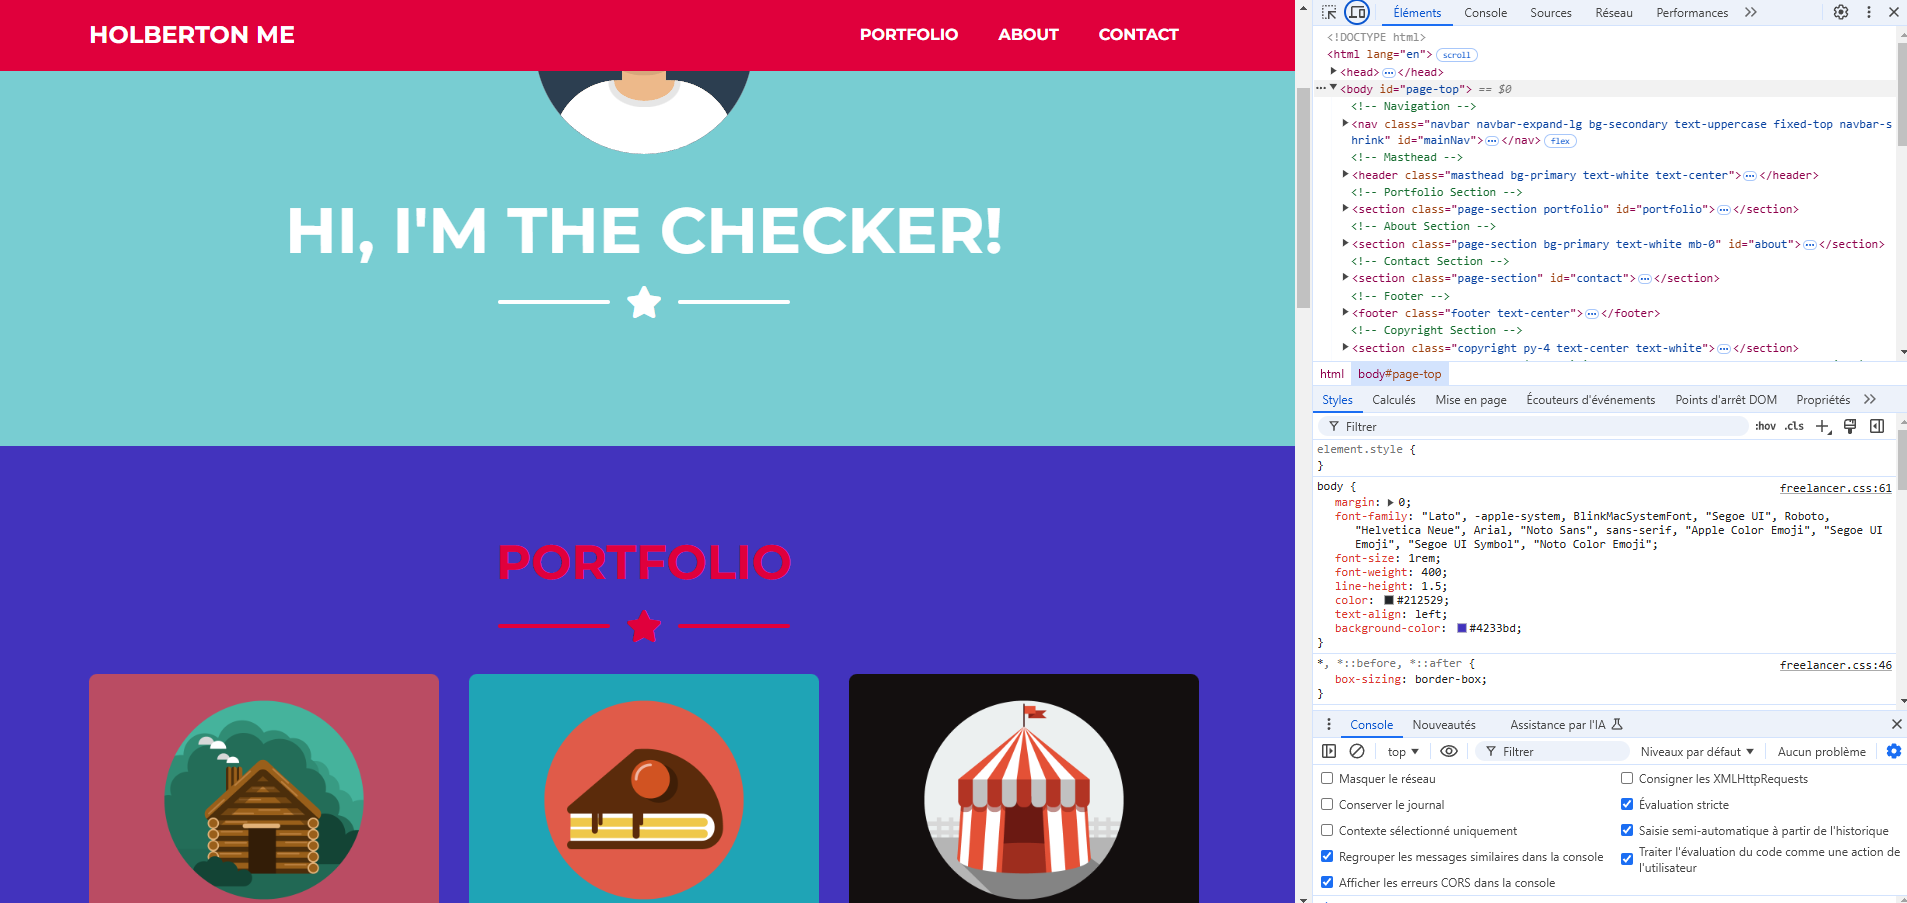 HOLBERTON ME
PORTFOLIO ABOUT CONTACT
HI, I'M THE CHECKER!
PORTFOLIO
Éléments Console Sources Réseau Performances
<!DOCTYPE html>
<html lang="en"> scroll
<head> ⋯ </head>
⋯ <body id="page-top"> == $0
<!-- Navigation -->
<nav class="navbar navbar-expand-lg bg-secondary text-uppercase fixed-top navbar-s
hrink" id="mainNav"> ⋯ </nav> flex
<!-- Masthead -->
<header class="masthead bg-primary text-white text-center"> ⋯ </header>
<!-- Portfolio Section -->
<section class="page-section portfolio" id="portfolio"> ⋯ </section>
<!-- About Section -->
<section class="page-section bg-primary text-white mb-0" id="about"> ⋯ </section>
<!-- Contact Section -->
<section class="page-section" id="contact"> ⋯ </section>
<!-- Footer -->
<footer class="footer text-center"> ⋯ </footer>
<!-- Copyright Section -->
<section class="copyright py-4 text-center text-white"> ⋯ </section>
html body#page-top
Styles Calculés Mise en page Écouteurs d'événements Points d'arrêt DOM Propriétés
Filtrer :hov .cls
element.style {
}
body { freelancer.css:61
margin: 0;
font-family: "Lato", -apple-system, BlinkMacSystemFont, "Segoe UI", Roboto,
"Helvetica Neue", Arial, "Noto Sans", sans-serif, "Apple Color Emoji", "Segoe UI
Emoji", "Segoe UI Symbol", "Noto Color Emoji";
font-size: 1rem;
font-weight: 400;
line-height: 1.5;
color: #212529;
text-align: left;
background-color: #4233bd;
}
*, *::before, *::after { freelancer.css:46
box-sizing: border-box;
}
Console Nouveautés Assistance par l'IA
top Filtrer Niveaux par défaut Aucun problème
Masquer le réseau Consigner les XMLHttpRequests
Conserver le journal Évaluation stricte
Contexte sélectionné uniquement Saisie semi-automatique à partir de l'historique
Regrouper les messages similaires dans la console Traiter l'évaluation du code comme une action de
l'utilisateur
Afficher les erreurs CORS dans la console